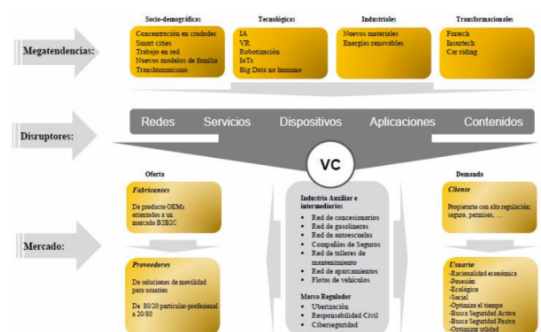 Socio-demográficas
Tecnológicas
Industriales
Transformacionales
Megatendencias:
Concentración en ciudades
Smart cities
Trabajo en red
Nuevos modelos de familia
Transhumanismo
IA
VR
Robotización
IoTs
Big Data no humano
Nuevos materiales
Energías renovables
Fintech
Insurtech
Car riding
Disruptores:
Redes Servicios Dispositivos Aplicaciones Contenidos
VC
Mercado:
Oferta
Fabricantes
De producto OEMs
orientados a un
mercado B2B2C
Proveedores
De soluciones de movilidad
para usuarios
De 80/20 particular-profesional
a 20/80
Industria Auxiliar e
intermediarios
• Red de concesionarios
• Red de gasolineras
• Red de autoescuelas
• Compañías de Seguros
• Red de talleres de
mantenimiento
• Red de aparcamientos
• Flotas de vehículos
Marco Regulador
• Uberización
• Responsabilidad Civil
• Ciberseguridad
Demanda
Cliente
Propietario con alta regulación:
seguro, permisos, …
Usuario
-Racionalidad económica
-Posesión
-Ecológico
-Social
-Optimiza el tiempo
-Busca Seguridad Activa
-Busca Seguridad Pasiva
-Optimizar utilidad